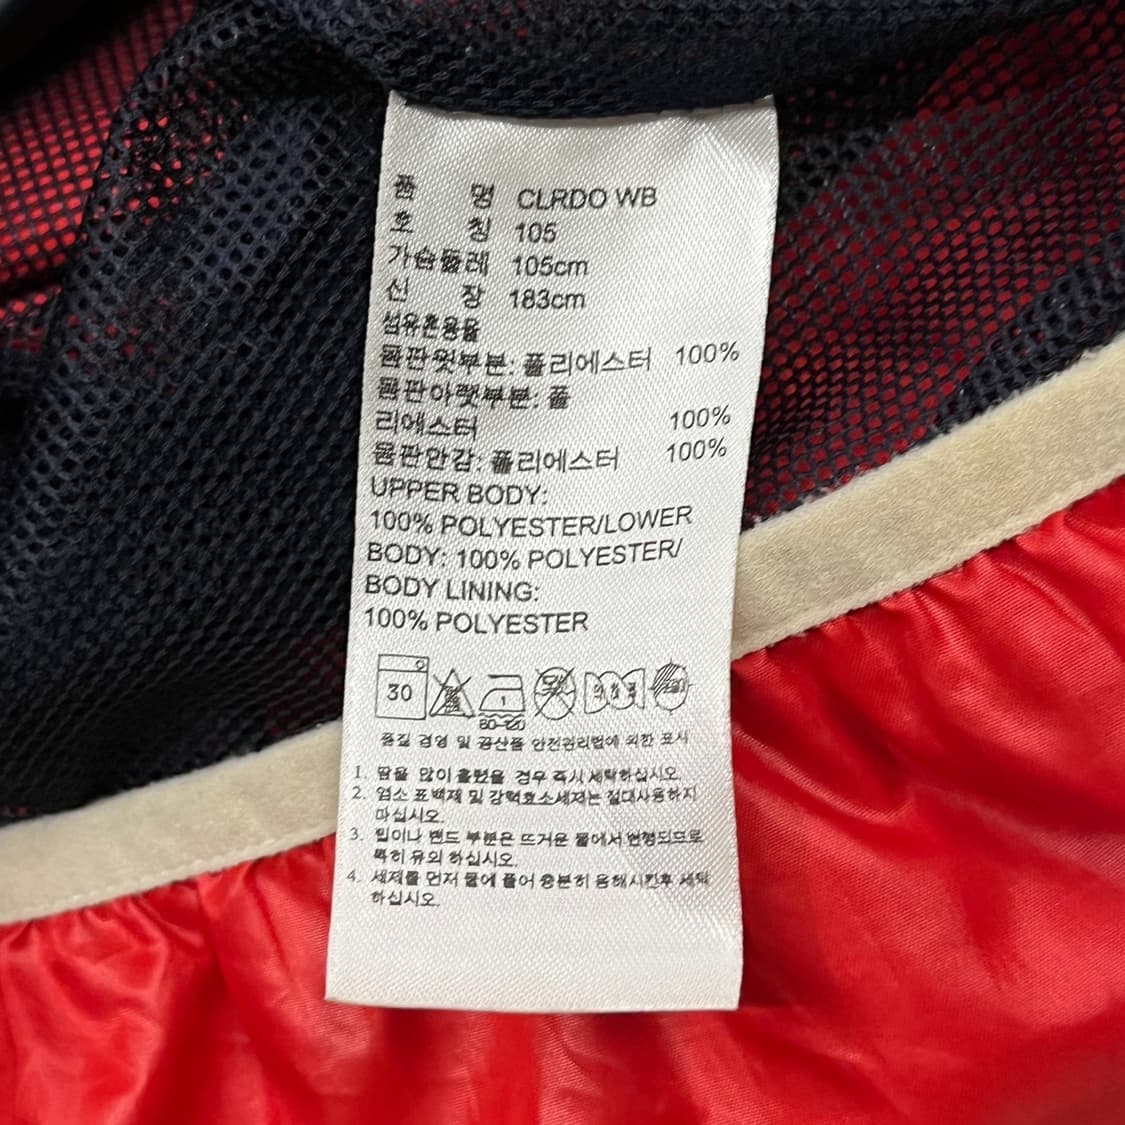 품 명 CLRDO WB
호 칭 105
가슴둘레 105cm
신 장 183cm
섬유혼용율
몸판윗부분: 폴리에스터 100%
몸판아랫부분: 폴
리에스터 100%
몸판안감: 폴리에스터 100%
UPPER BODY:
100% POLYESTER/LOWER
BODY: 100% POLYESTER/
BODY LINING:
100% POLYESTER
30 1
품질 경영 및 공산품 안전관리법에 의한 표시
1. 땀을 많이 흘렸을 경우 즉시 세탁하십시오.
2. 염소 표백제 및 강력효소세제는 절대사용하지
마십시오.
3. 립이나 밴드 부분은 뜨거운 물에서 변형되므로
특히 유의 하십시오.
4. 세제를 먼저 물에 풀어 충분히 용해시킨후 세탁
하십시오.